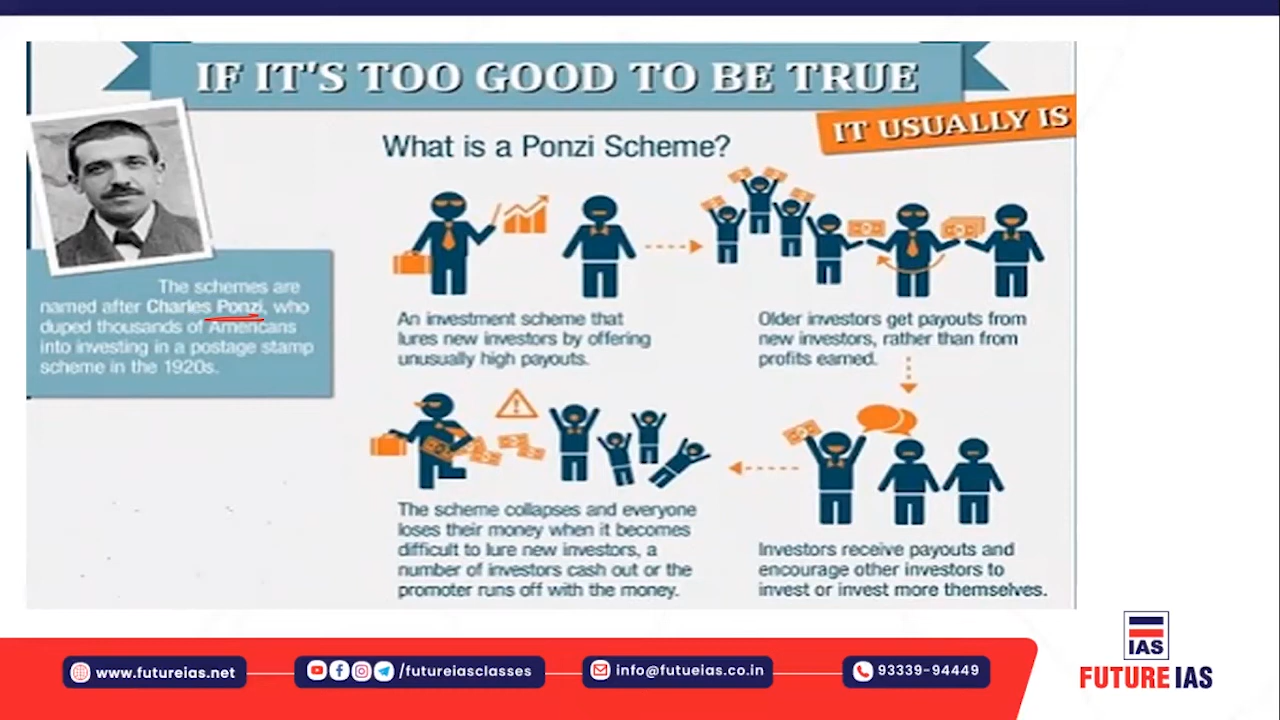 IF IT'S TOO GOOD TO BE TRUE
IT USUALLY IS
What is a Ponzi Scheme?
The schemes are
named after Charles Ponzi, who
duped thousands of Americans
into investing in a postage stamp
scheme in the 1920s.
An investment scheme that
lures new investors by offering
unusually high payouts.
Older investors get payouts from
new investors, rather than from
profits earned.
The scheme collapses and everyone
loses their money when it becomes
difficult to lure new investors, a
number of investors cash out or the
promoter runs off with the money.
Investors receive payouts and
encourage other investors to
invest or invest more themselves.
www.futureias.net
/futureiasclasses
info@futueias.co.in
93339-94449
IAS
FUTURE IAS